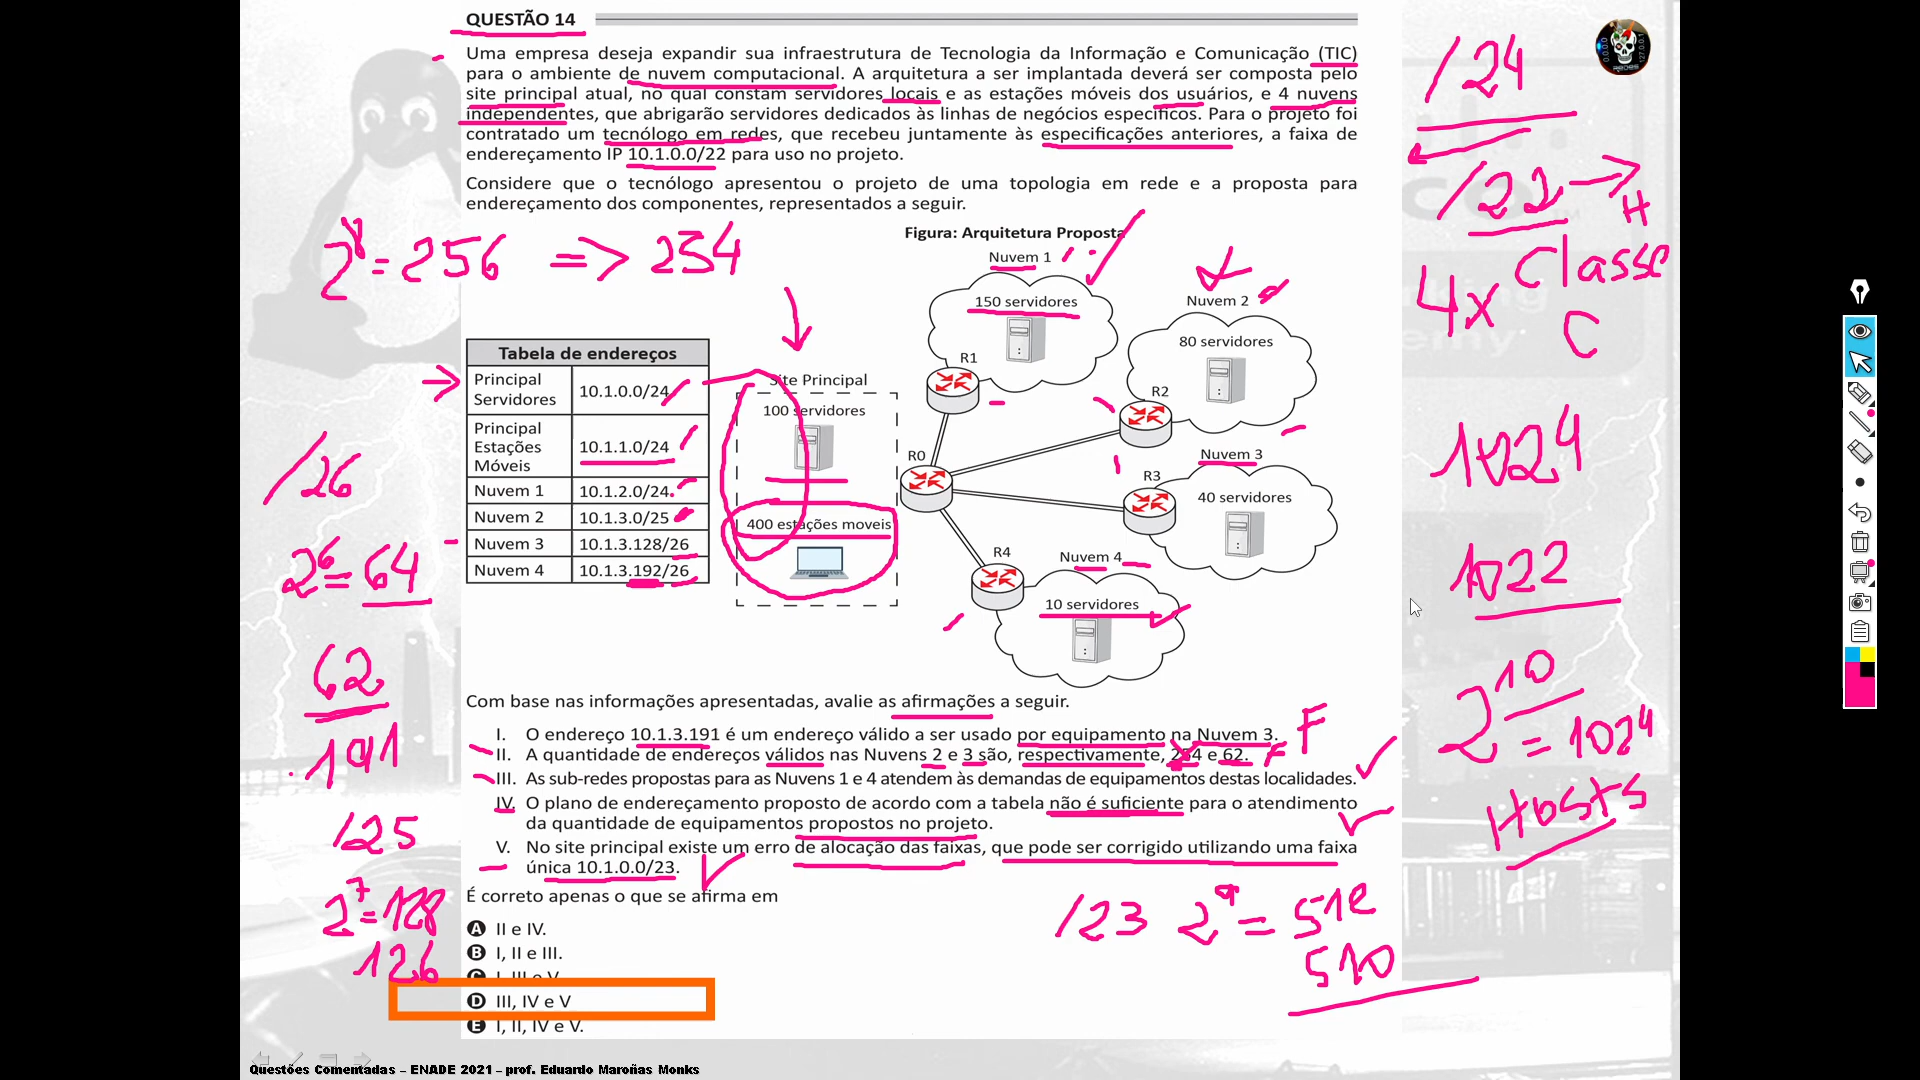 QUESTÃO 14
Uma empresa deseja expandir sua infraestrutura de Tecnologia da Informação e Comunicação (TIC)
para o ambiente de nuvem computacional. A arquitetura a ser implantada deverá ser composta pelo
site principal atual, no qual constam servidores locais e as estações móveis dos usuários, e 4 nuvens
independentes, que abrigarão servidores dedicados às linhas de negócios específicos. Para o projeto foi
contratado um tecnólogo em redes, que recebeu juntamente às especificações anteriores, a faixa de
endereçamento IP 10.1.0.0/22 para uso no projeto.
Considere que o tecnólogo apresentou o projeto de uma topologia em rede e a proposta para
endereçamento dos componentes, representados a seguir.
Figura: Arquitetura Proposta
2^8 = 256 => 254
Tabela de endereços
Principal Servidores 10.1.0.0/24
Principal Estações Móveis 10.1.1.0/24
Nuvem 1 10.1.2.0/24
Nuvem 2 10.1.3.0/25
Nuvem 3 10.1.3.128/26
Nuvem 4 10.1.3.192/26
Site Principal
100 servidores
400 estações moveis
R0
Nuvem 1
150 servidores
R1
Nuvem 2
80 servidores
R2
Nuvem 3
40 servidores
R3
Nuvem 4
10 servidores
R4
/26
2^6 = 64
62
191
/25
2^7 = 128
126
/24
/22 -> H
4x Classe C
1024
1022
2^10 = 1024
Hosts
Com base nas informações apresentadas, avalie as afirmações a seguir.
I. O endereço 10.1.3.191 é um endereço válido a ser usado por equipamento na Nuvem 3. F
II. A quantidade de endereços válidos nas Nuvens 2 e 3 são, respectivamente, 254 e 62. F
III. As sub-redes propostas para as Nuvens 1 e 4 atendem às demandas de equipamentos destas localidades.
IV. O plano de endereçamento proposto de acordo com a tabela não é suficiente para o atendimento
da quantidade de equipamentos propostos no projeto.
V. No site principal existe um erro de alocação das faixas, que pode ser corrigido utilizando uma faixa
única 10.1.0.0/23.
É correto apenas o que se afirma em
/23 2^9 = 512
510
A II e IV.
B I, II e III.
C I, III e V.
D III, IV e V
E I, II, IV e V.
Questões Comentadas – ENADE 2021 – prof. Eduardo Maroñas Monks